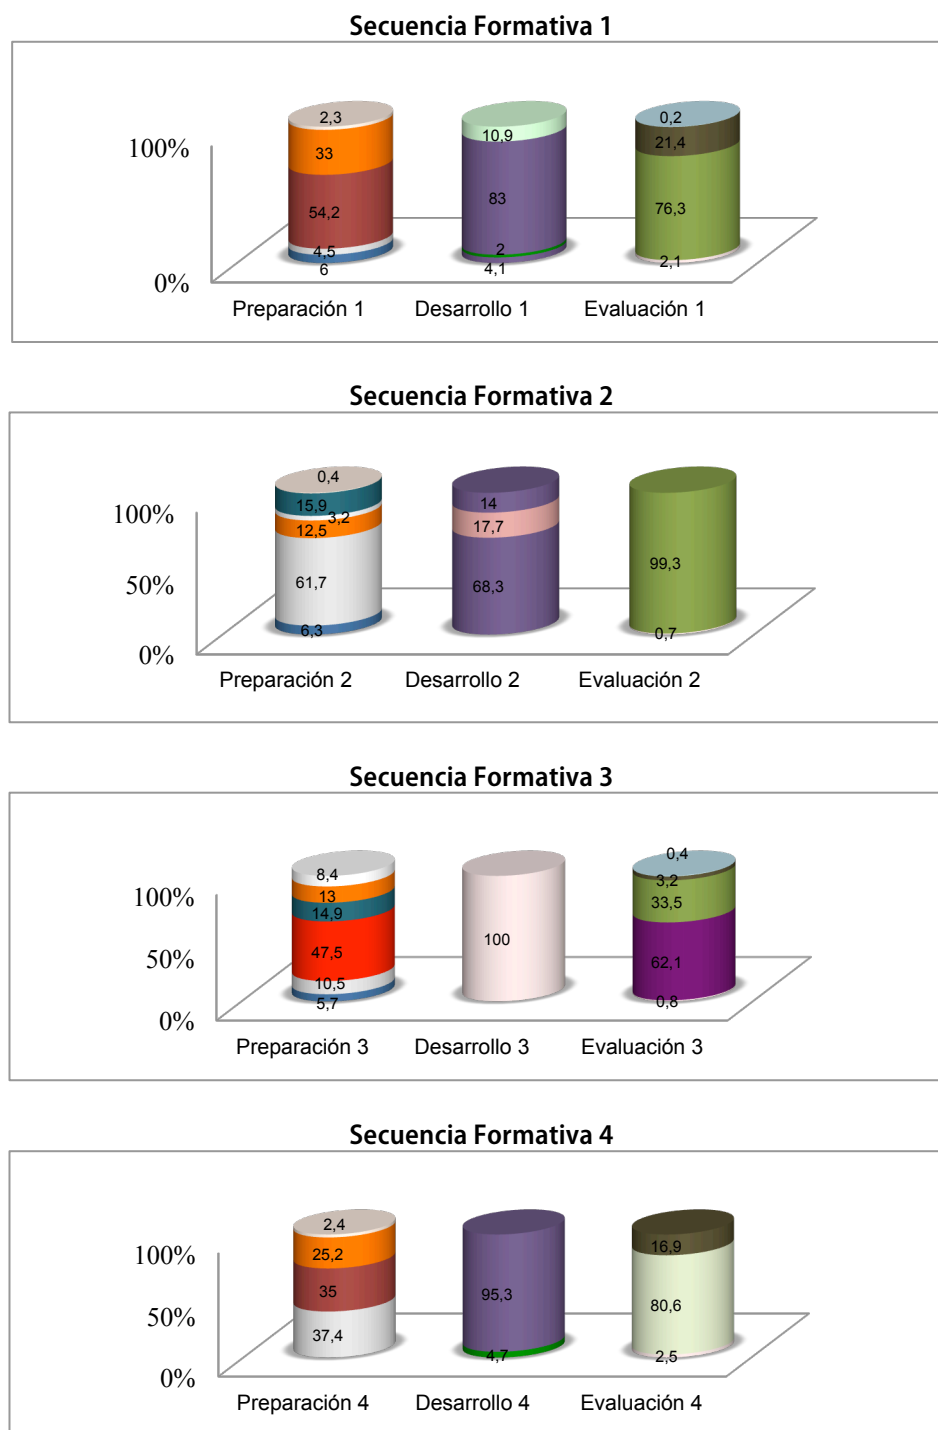 Secuencia Formativa 1
2,3 10,9 0,2
100% 33 21,4
54,2 83 76,3
4,5 2
6 4,1 2,1
0%
Preparación 1 Desarrollo 1 Evaluación 1
Secuencia Formativa 2
0,4
15,9 14
100% 3,2
12,5 17,7
99,3
50% 61,7 68,3
6,3 0,7
0%
Preparación 2 Desarrollo 2 Evaluación 2
Secuencia Formativa 3
0,4
8,4 3,2
100% 13 33,5
14,9
50% 47,5 100 62,1
10,5
5,7 0,8
0%
Preparación 3 Desarrollo 3 Evaluación 3
Secuencia Formativa 4
2,4
100% 25,2 16,9
35 95,3 80,6
50%
37,4
4,7 2,5
0%
Preparación 4 Desarrollo 4 Evaluación 4